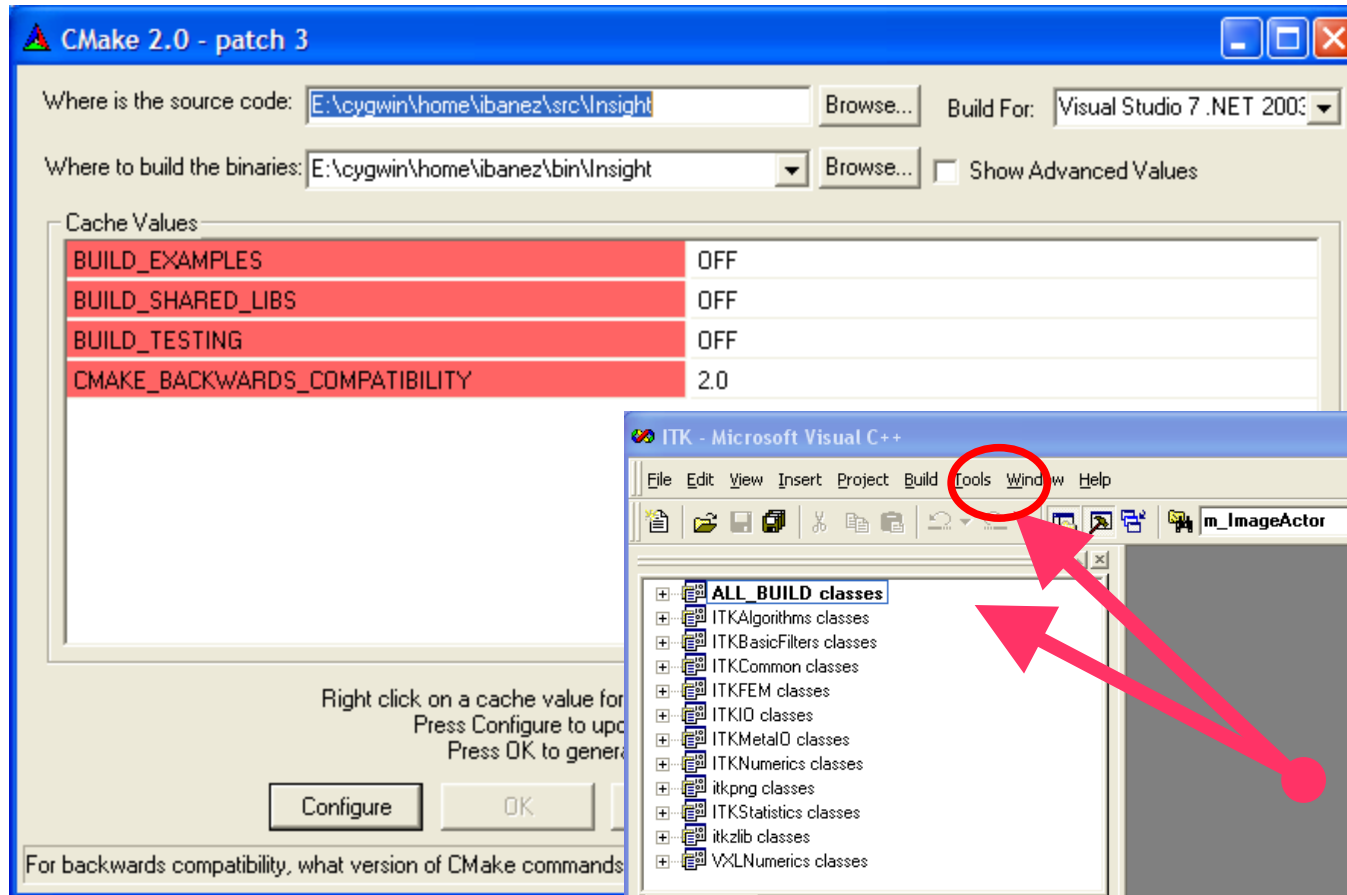 CMake 2.0 - patch 3
Where is the source code: E:\cygwin\home\ibanez\src\Insight Browse... Build For: Visual Studio 7 .NET 2003
Where to build the binaries: E:\cygwin\home\ibanez\bin\Insight Browse... Show Advanced Values
Cache Values
BUILD_EXAMPLES OFF
BUILD_SHARED_LIBS OFF
BUILD_TESTING OFF
CMAKE_BACKWARDS_COMPATIBILITY 2.0
Right click on a cache value for
Press Configure to
Press OK to
Configure OK
For backwards compatibility, what version of CMake commands
ITK - Microsoft Visual C++
File Edit View Insert Project Build Tools Window Help
m_ImageActor
ALL_BUILD classes
ITKAlgorithms classes
ITKBasicFilters classes
ITKCommon classes
ITKFEM classes
ITKIO classes
ITKMetaIO classes
ITKNumerics classes
itkpng classes
ITKStatistics classes
itkzlib classes
VXLNumerics classes